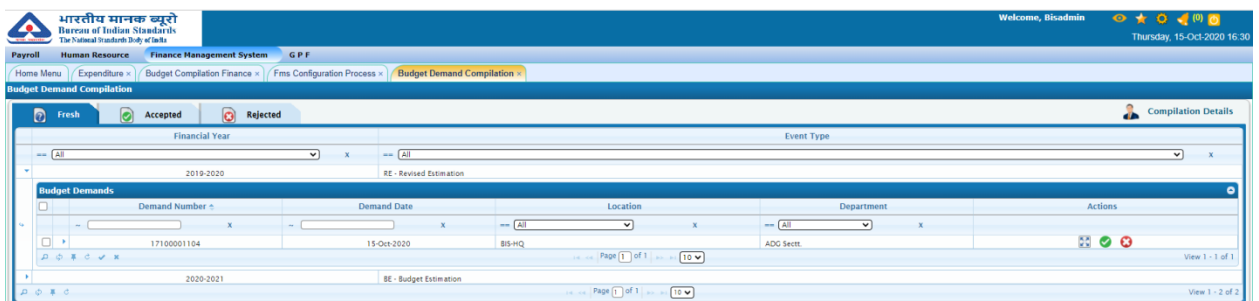 भारतीय मानक ब्यूरो
Bureau of Indian Standards
The National Standards Body of India
Welcome, Bisadmin (0)
Thursday, 15-Oct-2020 16:30
Payroll Human Resource Finance Management System G P F
Home Menu Expenditure × Budget Compilation Finance × Fms Configuration Process × Budget Demand Compilation ×
Budget Demand Compilation
Fresh Accepted Rejected Compilation Details
Financial Year Event Type
== All x == All x
2019-2020 RE - Revised Estimation
Budget Demands
Demand Number Demand Date Location Department Actions
~ x ~ x == All x == All x
17100001104 15-Oct-2020 BIS-HQ ADG Sectt.
Page 1 of 1 10 View 1 - 1 of 1
2020-2021 BE - Budget Estimation
Page 1 of 1 10 View 1 - 2 of 2